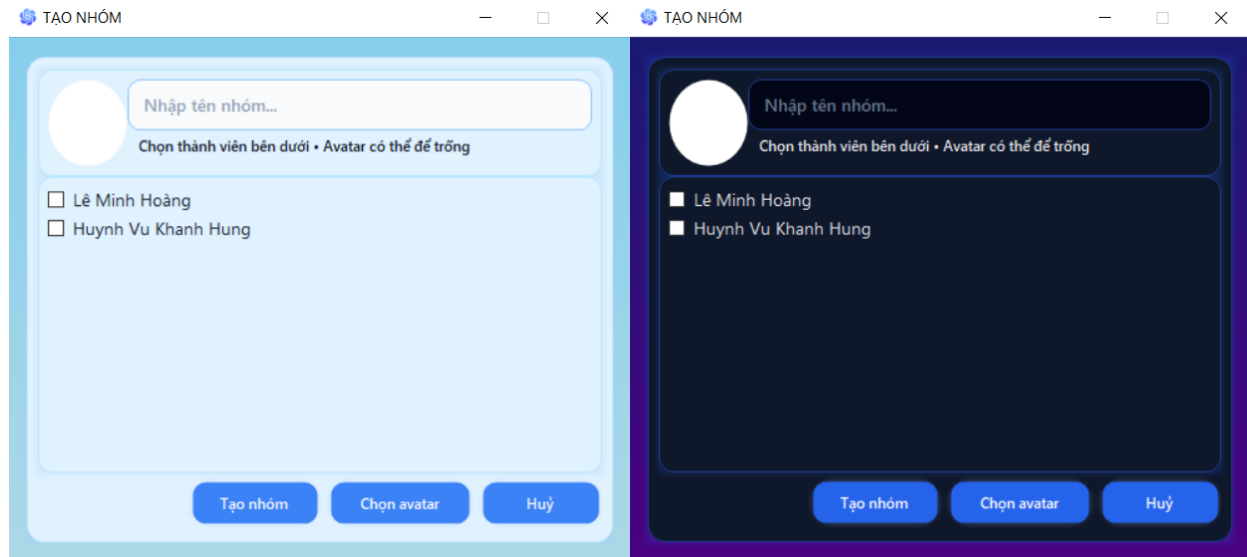 TẠO NHÓM
Nhập tên nhóm...
Chọn thành viên bên dưới • Avatar có thể để trống
Lê Minh Hoàng
Huynh Vu Khanh Hung
Tạo nhóm
Chọn avatar
Huỷ
TẠO NHÓM
Nhập tên nhóm...
Chọn thành viên bên dưới • Avatar có thể để trống
Lê Minh Hoàng
Huynh Vu Khanh Hung
Tạo nhóm
Chọn avatar
Huỷ